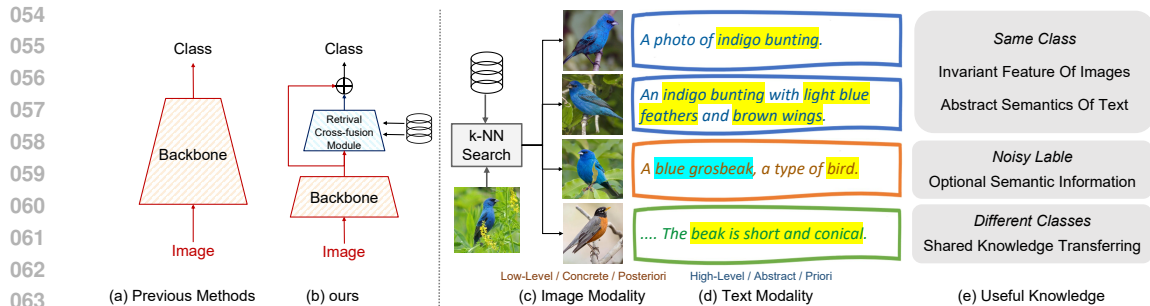 054
055
056
057
058
059
060
061
062
063
Class
Backbone
Image
(a) Previous Methods
Class
Retrival
Cross-fusion
Module
Backbone
Image
(b) ours
k-NN
Search
Low-Level / Concrete / Posteriori
(c) Image Modality
A photo of indigo bunting.
An indigo bunting with light blue
feathers and brown wings.
A blue grosbeak, a type of bird.
.... The beak is short and conical.
High-Level / Abstract / Priori
(d) Text Modality
Same Class
Invariant Feature Of Images
Abstract Semantics Of Text
Noisy Lable
Optional Semantic Information
Different Classes
Shared Knowledge Transferring
(e) Useful Knowledge